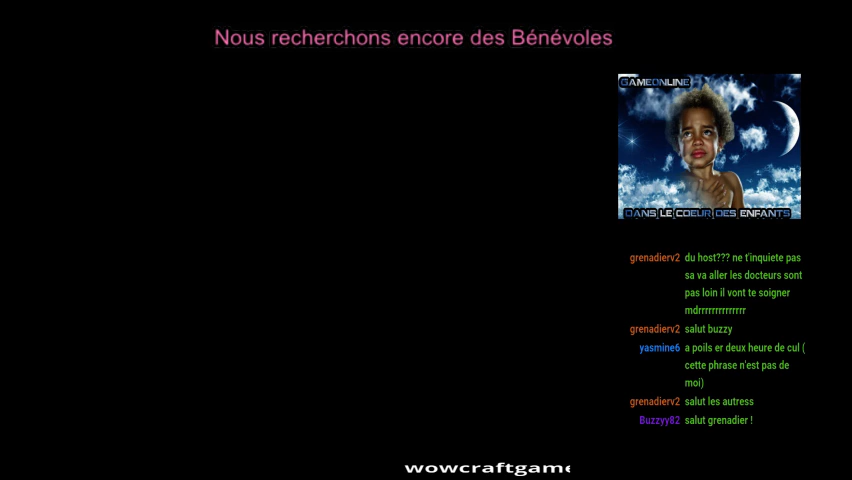 Nous recherchons encore des Bénévoles
GAMEONLINE
DANS LE COEUR DES ENFANTS
grenadierv2 du host??? ne t'inquiete pas
sa va aller les docteurs sont
pas loin il vont te soigner
mdrrrrrrrrrrrrrr
grenadierv2 salut buzzy
yasmine6 a poils er deux heure de cul (
cette phrase n'est pas de
moi)
grenadierv2 salut les autress
Buzzyy82 salut grenadier !
wowcraftgame